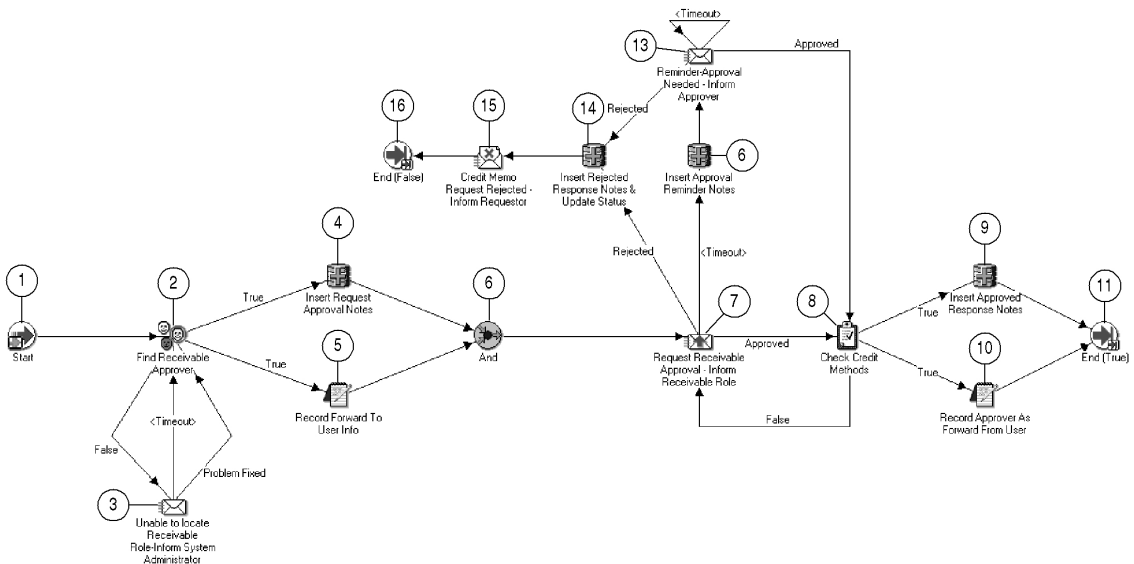 <Timeout>
13
Approved
Reminder-Approval
Needed - Inform
Approver
16
15
14
Rejected
6
End (False)
Credit Memo
Request Rejected -
Inform Requestor
Insert Rejected
Response Notes &
Update Status
Insert Approval
Reminder Notes
4
9
Rejected
<Timeout>
1
2
True
Insert Request
Approval Notes
6
7
8
True
Insert Approved
Response Notes
11
Start
Find Receivable
Approver
True
5
And
Request Receivable
Approval - Inform
Receivable Role
Approved
Check Credit
Methods
True
10
End (True)
Record Forward To
User Info
Record Approver As
Forward From User
False
<Timeout>
False
Problem Fixed
3
Unable to locate
Receivable
Role-Inform System
Administrator